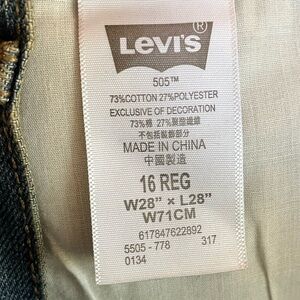 LEVI'S®
505™
73%COTTON 27%POLYESTER
EXCLUSIVE OF DECORATION
73%棉 27%聚酯纖維
不包括裝飾部分
MADE IN CHINA
中國製造
16 REG
W28” × L28”
W71CM
617847622892
5505 - 778 317
0134